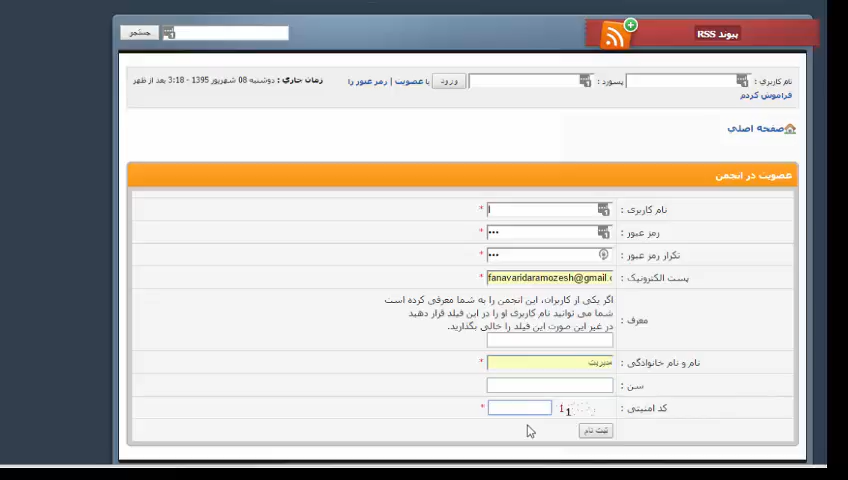 پیوند RSS
جستجو
نام کاربری :
پسورد :
ورود
یا عضویت | رمز عبور را
فراموش کردم
زمان جاری : دوشنبه 08 شهریور 1395 - 3:18 بعد از ظهر
صفحه اصلی
عضویت در انجمن
نام کاربری :
*
رمز عبور :
••• *
تکرار رمز عبور :
••• *
پست الکترونیک :
fanavaridaramozesh@gmail.c *
معرف :
اگر یکی از کاربران، این انجمن را به شما معرفی کرده است
شما می توانید نام کاربری او را در این فیلد قرار دهید
در غیر این صورت این فیلد را خالی بگذارید.
نام و نام خانوادگی :
مدیریت *
سن :
کد امنیتی :
*
ثبت نام